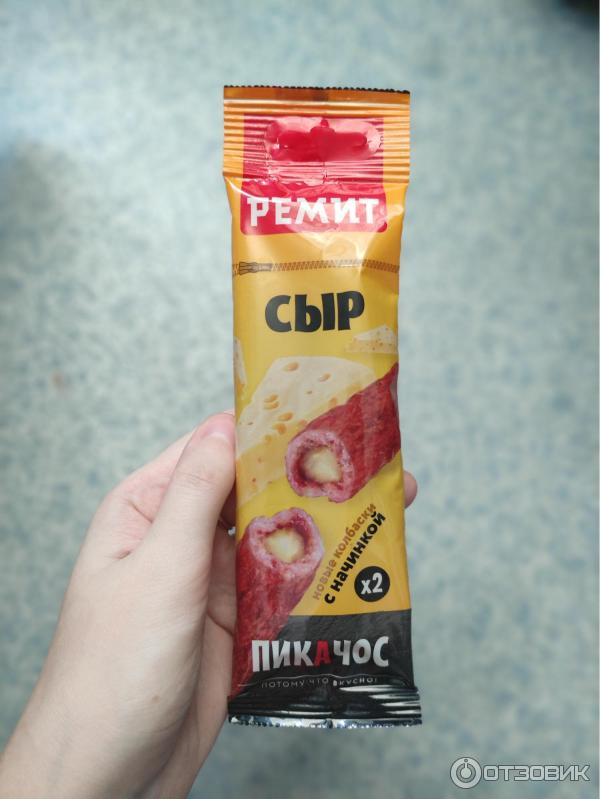 РЕМИТ
СЫР
новые колбаски
с начинкой
x2
ПИКАЧОС
ПОТОМУ ЧТО ВКУСНО!
ОТЗОВИК